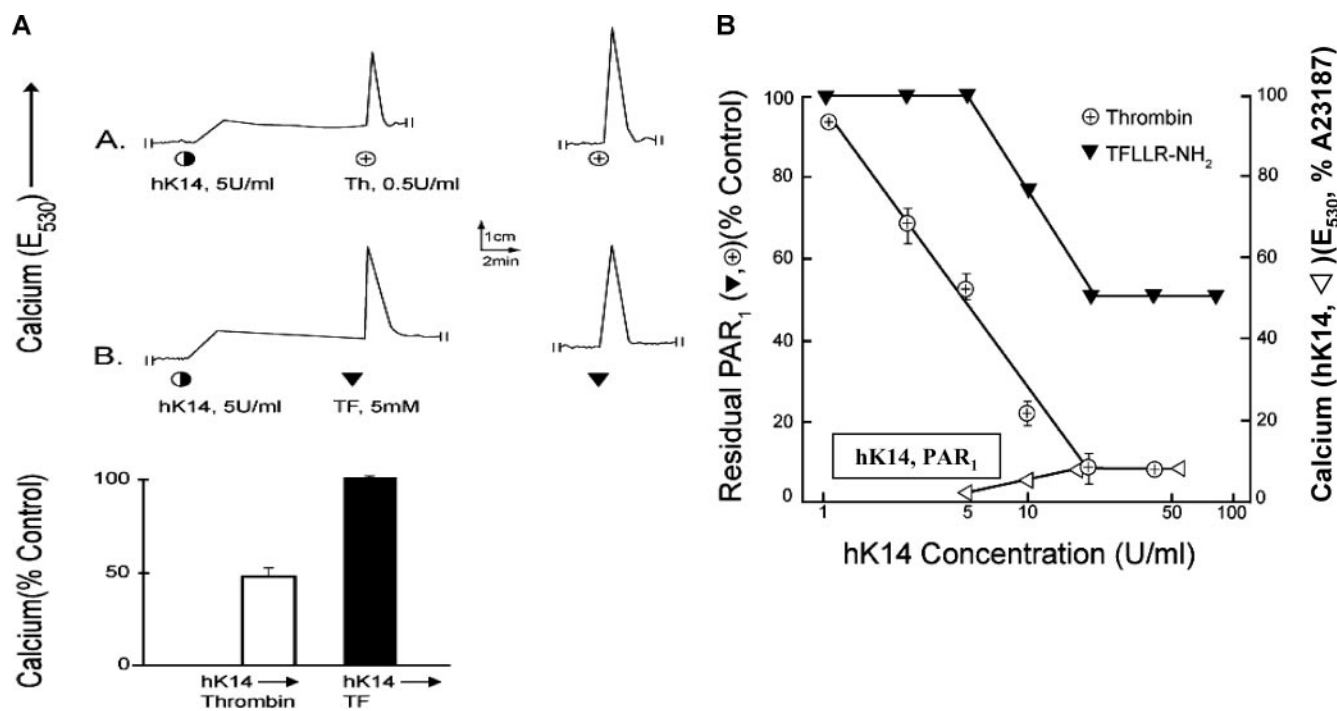 A
Calcium (E530)
A.
hK14, 5U/ml
Th, 0.5U/ml
1cm
2min
B.
hK14, 5U/ml
TF, 5mM
Calcium(% Control)
100
50
0
hK14
Thrombin
hK14
TF
B
Residual PAR1 (▼,⊕)(% Control)
100
80
60
40
20
0
Thrombin
TFLLR-NH2
hK14, PAR1
1
5
10
50
100
hK14 Concentration (U/ml)
100
80
60
40
20
0
Calcium (hK14, ◁)(E530, % A23187)